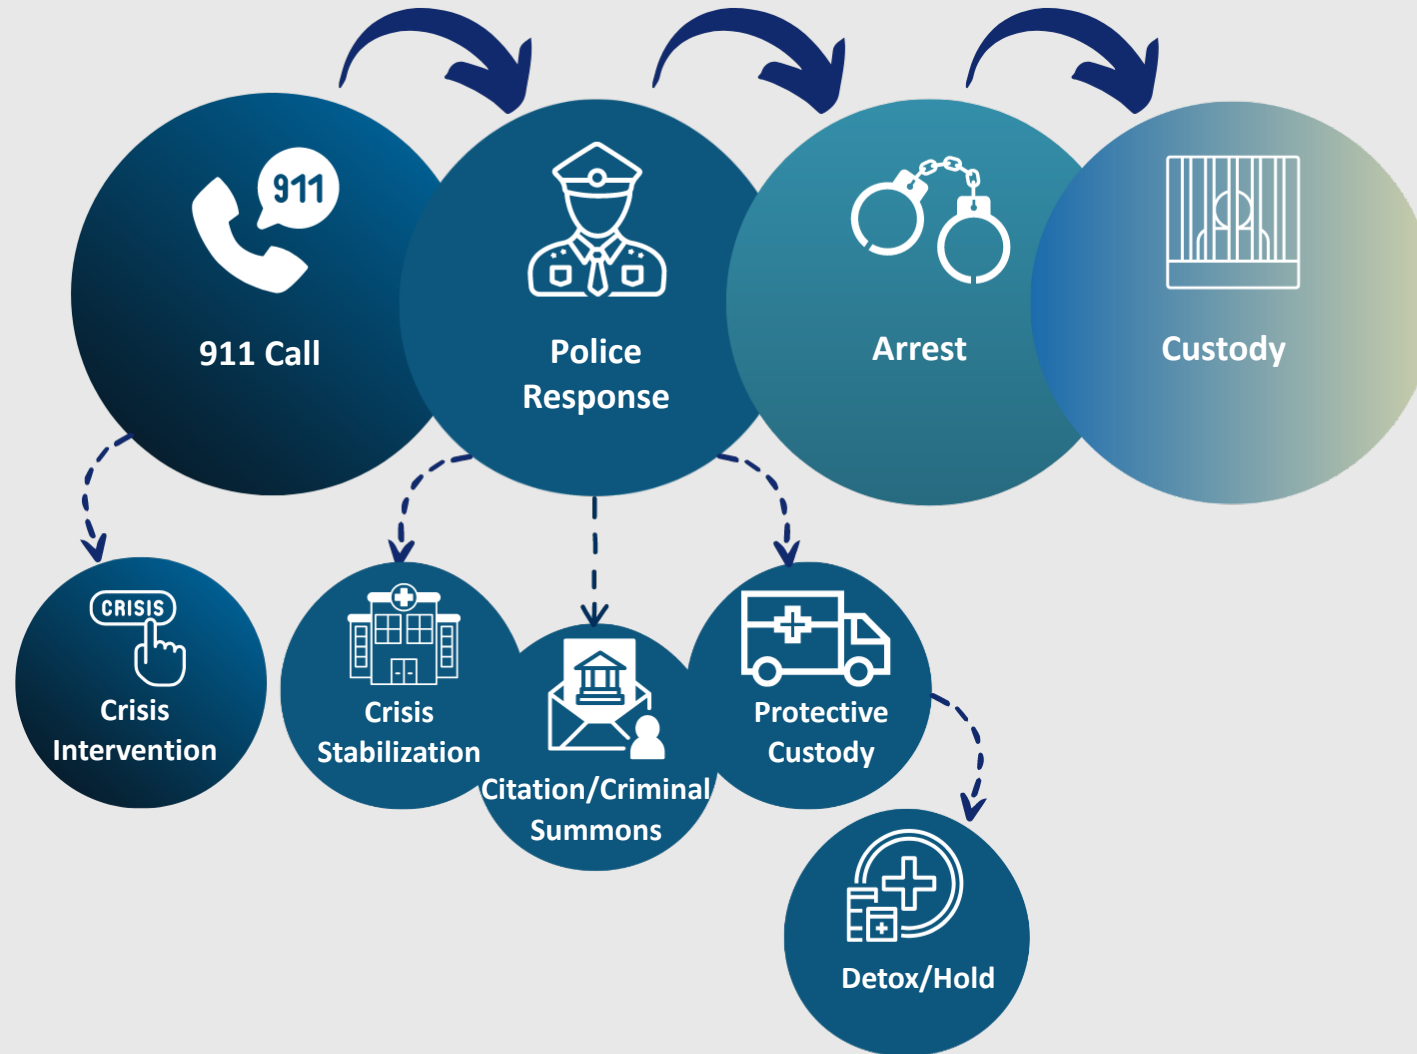 911
911 Call
Police
Response
Arrest
Custody
CRISIS
Crisis
Intervention
Crisis
Stabilization
Citation/Criminal
Summons
Protective
Custody
Detox/Hold